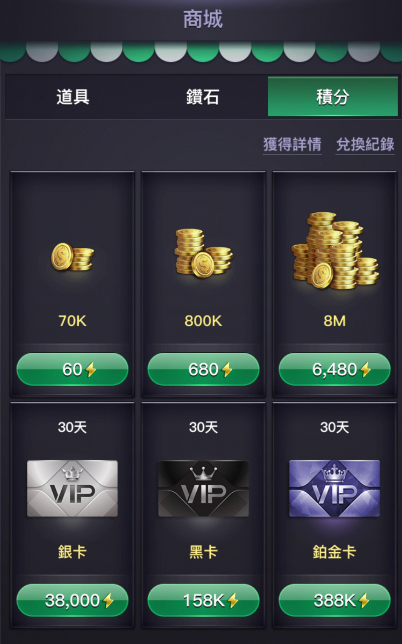 商城
道具 鑽石 積分
獲得詳情 兌換紀錄
70K 800K 8M
60 680 6,480
30天 30天 30天
VIP VIP VIP
銀卡 黑卡 鉑金卡
38,000 158K 388K